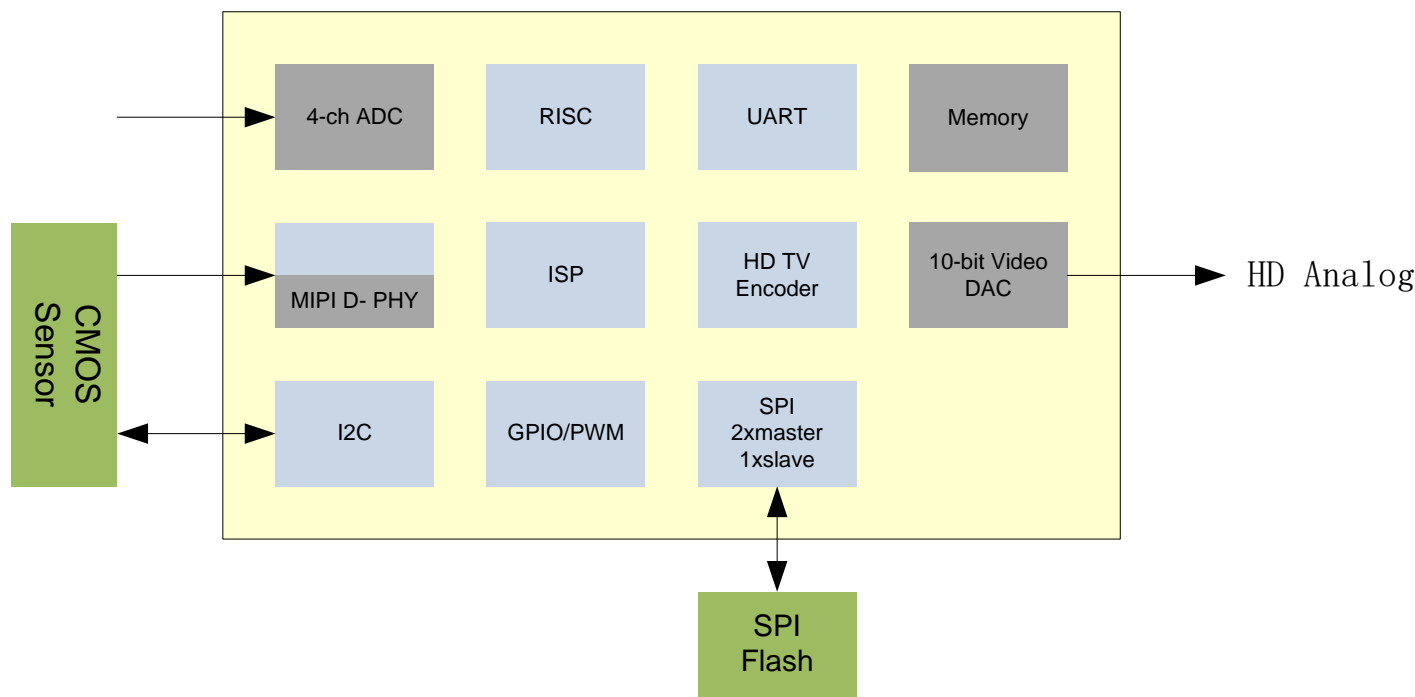 4-ch ADC
RISC
UART
Memory
CMOS
Sensor
MIPI D- PHY
ISP
HD TV
Encoder
10-bit Video
DAC
HD Analog
I2C
GPIO/PWM
SPI
2xmaster
1xslave
SPI
Flash